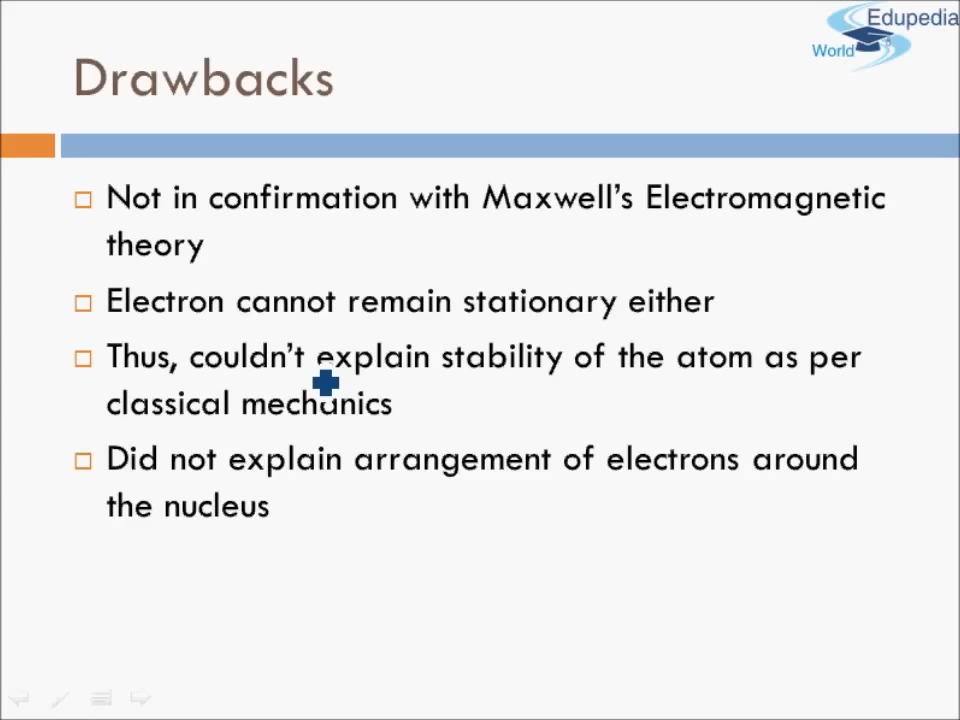 Edupedia
World
Drawbacks
Not in confirmation with Maxwell's Electromagnetic
theory
Electron cannot remain stationary either
Thus, couldn't explain stability of the atom as per
classical mechanics
Did not explain arrangement of electrons around
the nucleus